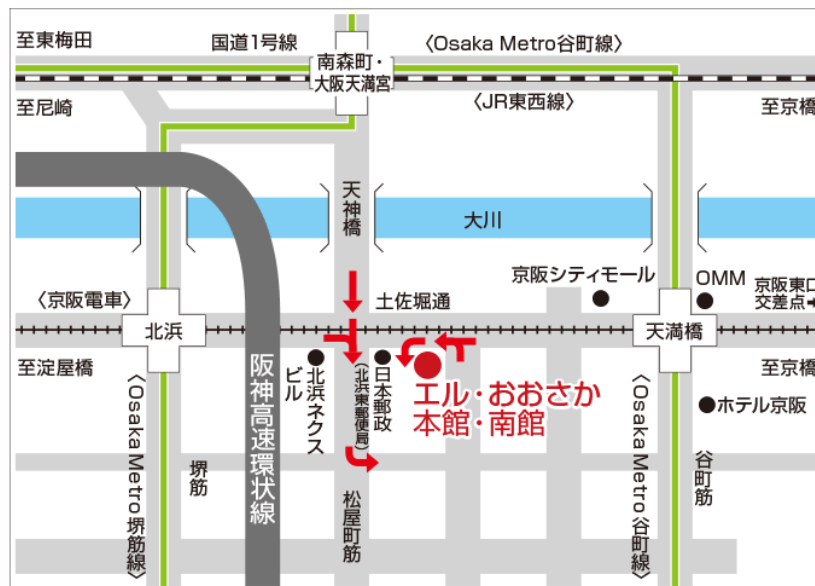 至東梅田
国道1号線
〈Osaka Metro谷町線〉
南森町・
大阪天満宮
至尼崎
〈JR東西線〉
至京橋
天神橋
大川
京阪シティモール
OMM
京阪東口
交差点
〈京阪電車〉
土佐堀通
北浜
天満橋
至淀屋橋
至京橋
阪神高速環状線
北浜ネクス
ビル
(北浜東郵便局)
日本郵政
エル・おおさか
本館・南館
ホテル京阪
〈Osaka Metro堺筋線〉
堺筋
松屋町筋
〈Osaka Metro谷町線〉
谷町筋